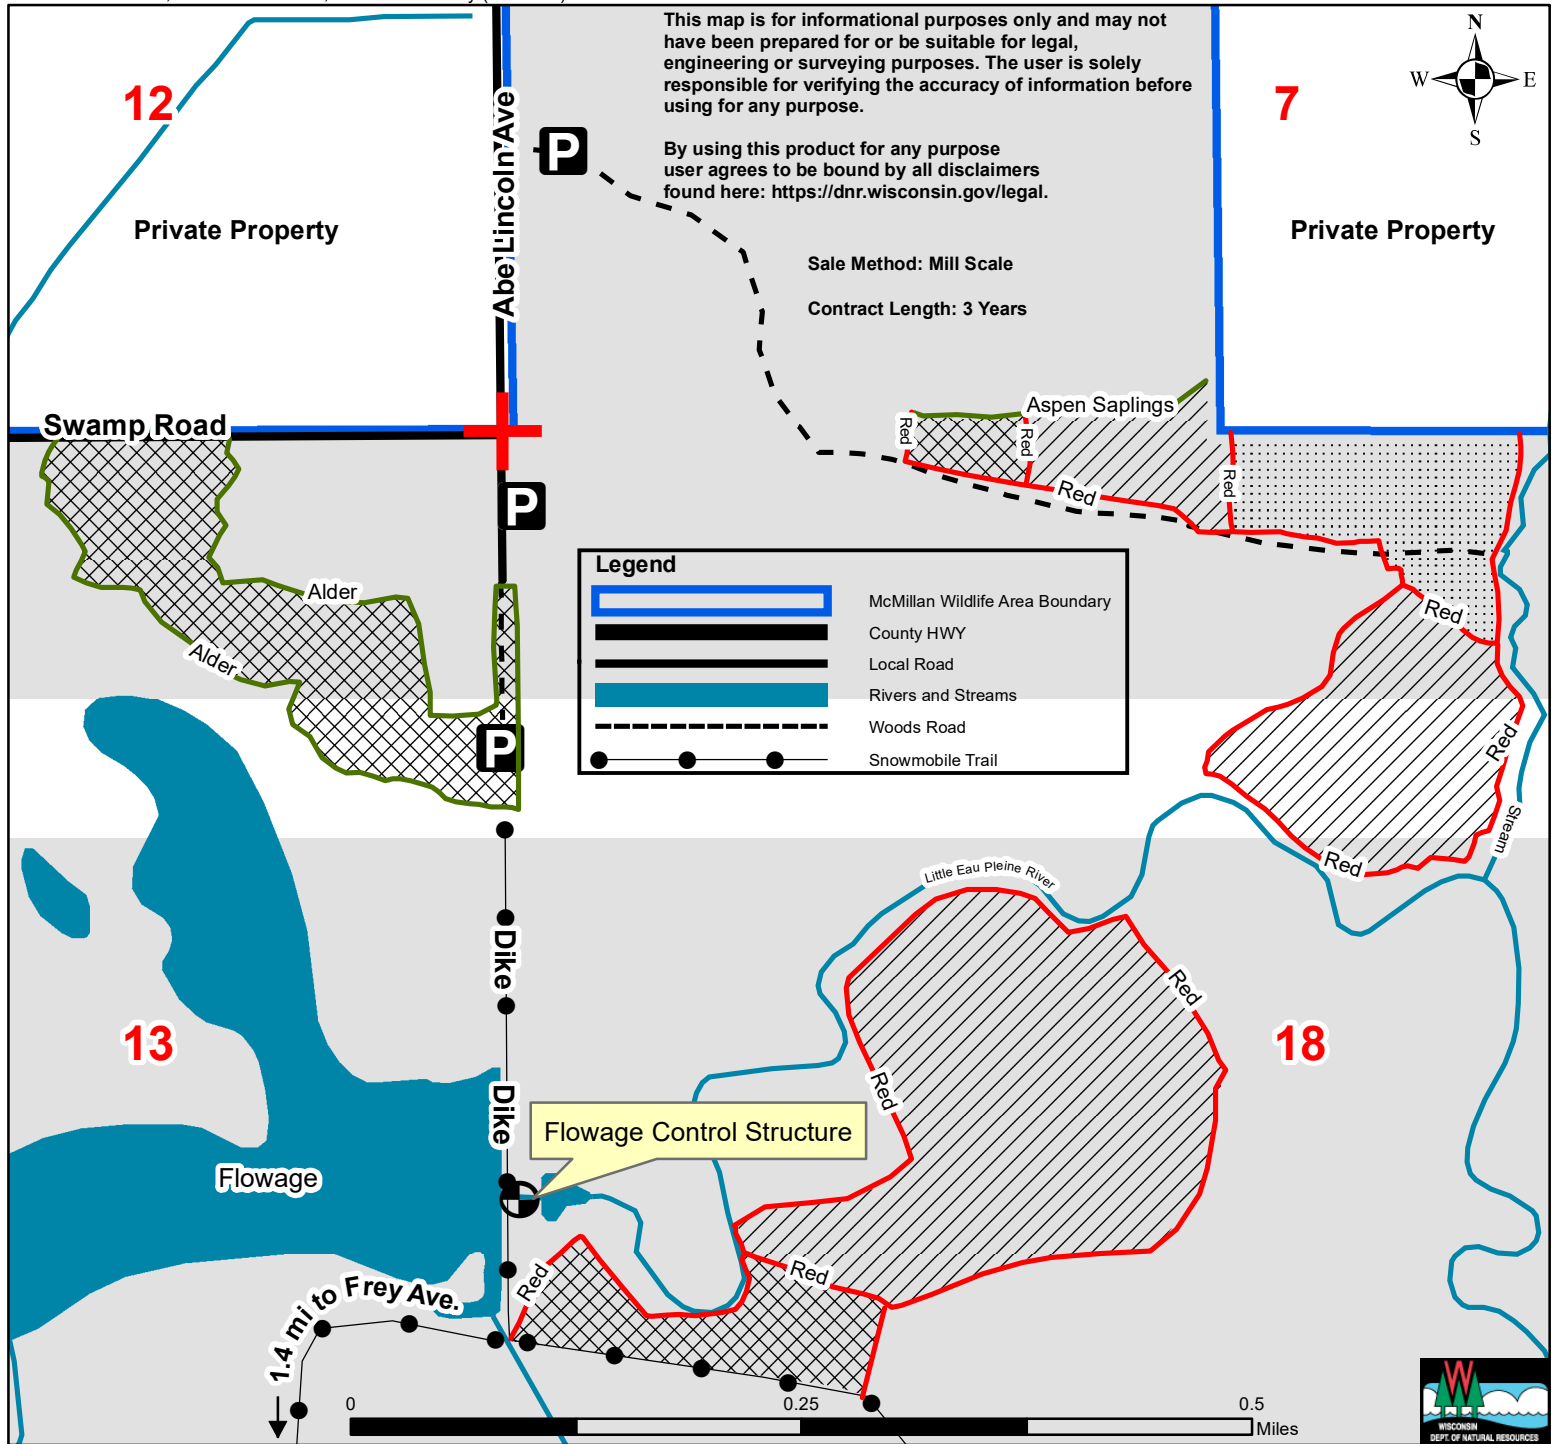 This map is for informational purposes only and may not
have been prepared for or be suitable for legal,
engineering or surveying purposes. The user is solely
responsible for verifying the accuracy of information before
using for any purpose.
By using this product for any purpose
user agrees to be bound by all disclaimers
found here: https://dnr.wisconsin.gov/legal.
N
W
E
S
12
7
Abe Lincoln Ave
P
Private Property
Private Property
Sale Method: Mill Scale
Contract Length: 3 Years
Swamp Road
Aspen Saplings
Red
Red
Red
Red
P
Legend
McMillan Wildlife Area Boundary
County HWY
Local Road
Rivers and Streams
Woods Road
Snowmobile Trail
Alder
Alder
Red
P
Red
Stream
Red
Little Eau Pleine River
Dike
Red
13
18
Red
Dike
Flowage Control Structure
Flowage
Red
Red
1.4 mi to Frey Ave.
0
0.25
0.5
Miles
W
WISCONSIN
DEPT. OF NATURAL RESOURCES